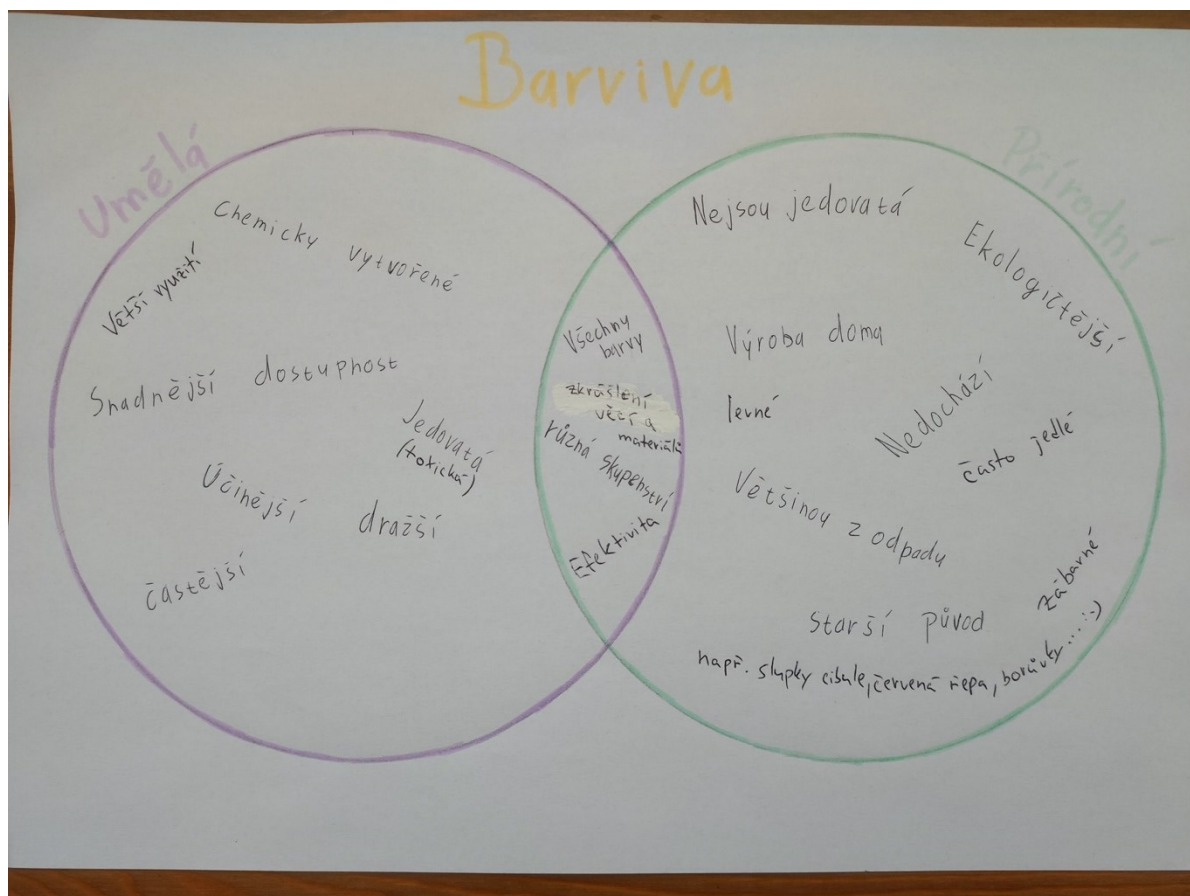 Barviva
Umělá
Chemicky vytvořené
Větší využití
Snadnější dostupnost
Jedovatá
(toxická)
Účinější
dražší
častější
Všechny
barvy
zkrášlení
věcí a
materiálů
různá skupenství
Efektivita
Přírodní
Nejsou jedovatá
Ekologičtější
Výroba doma
levné
Nedochází
často jedlé
Většinou z odpadu
zábavné
starší původ
např. slupky cibule, červená řepa, borůvky....:-)